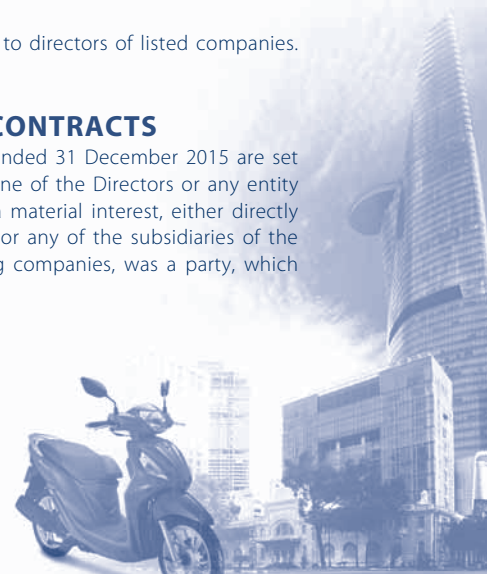 to directors of listed companies.
CONTRACTS
nded 31 December 2015 are set
ne of the Directors or any entity
material interest, either directly
or any of the subsidiaries of the
g companies, was a party, which